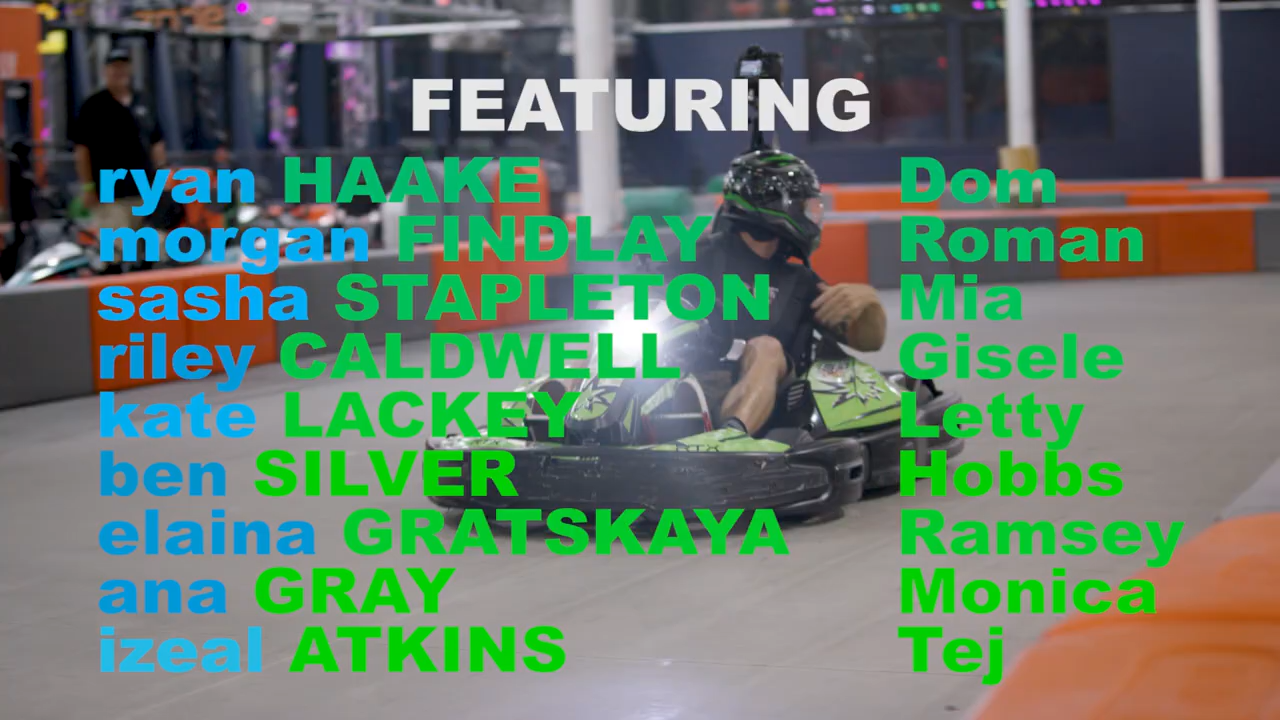 FEATURING
ryan HAAKE Dom
morgan FINDLAY Roman
sasha STAPLETON Mia
riley CALDWELL Gisele
kate LACKEY Letty
ben SILVER Hobbs
elaina GRATSKAYA Ramsey
ana GRAY Monica
izeal ATKINS Tej